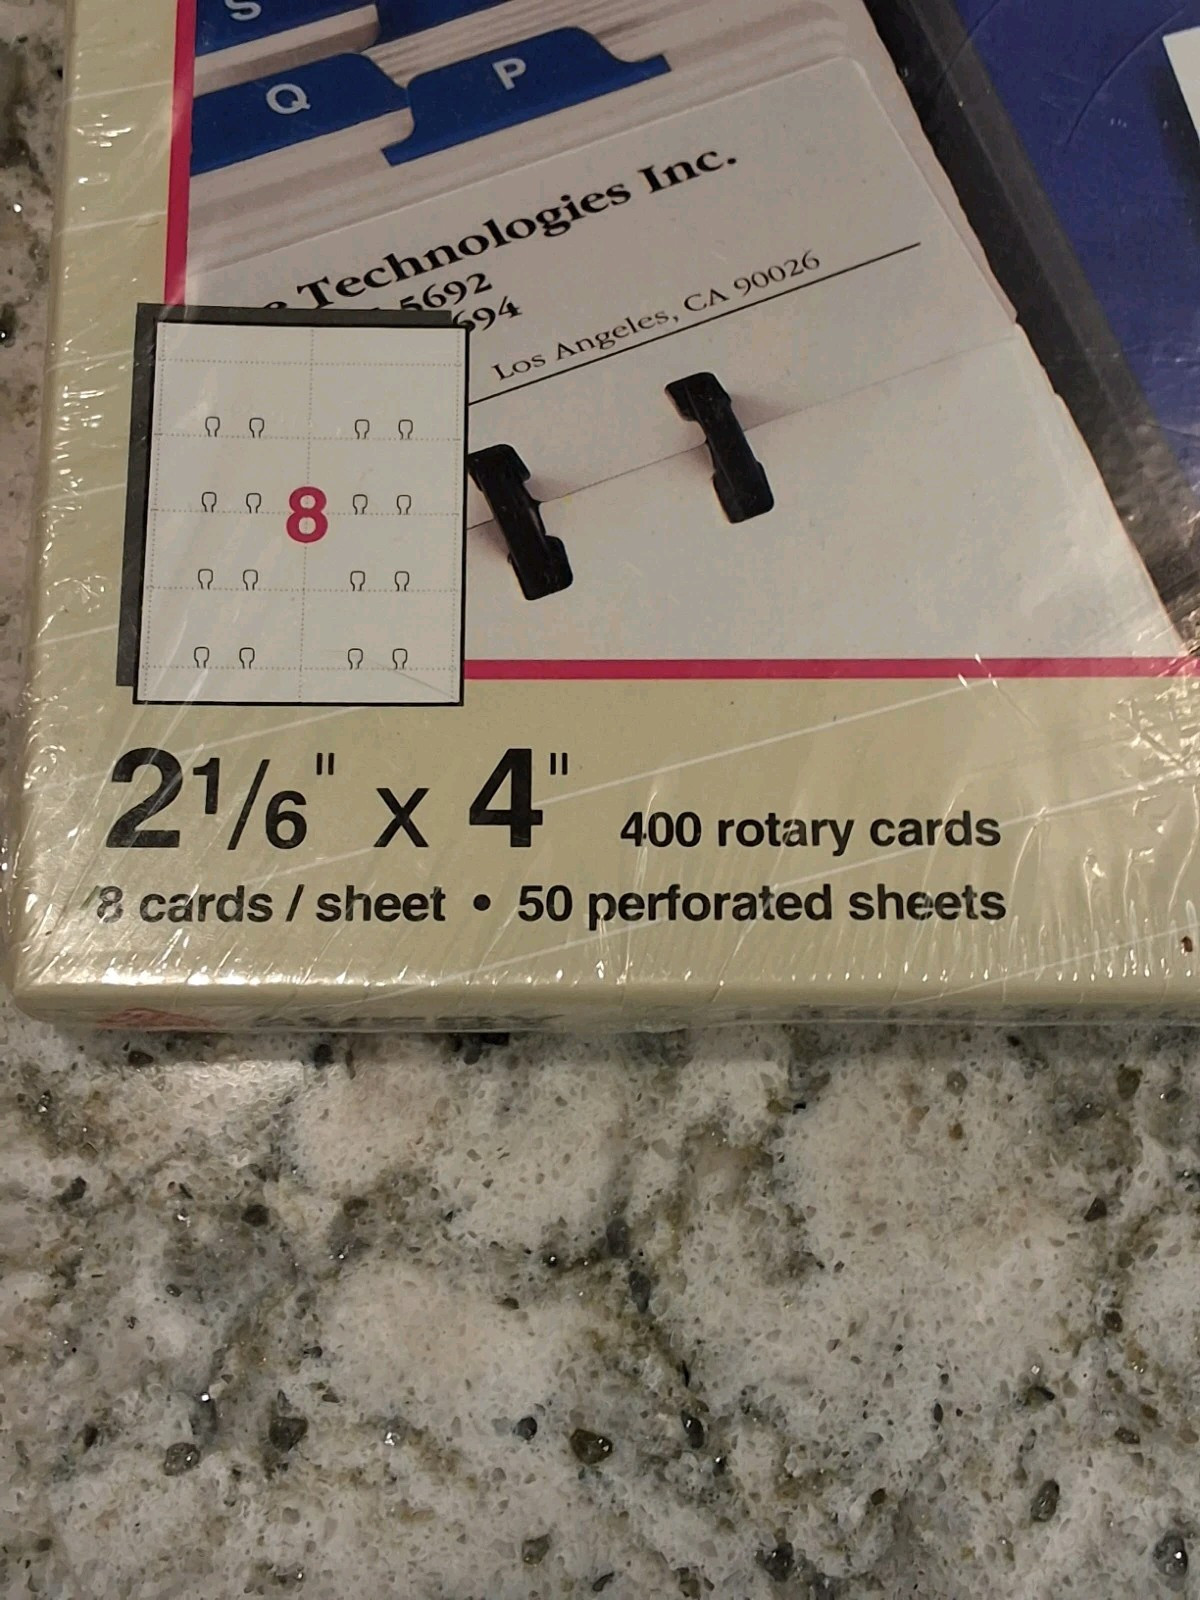 S
Q P
Technologies Inc.
5692
694
Los Angeles, CA 90026
8
2 1/6" x 4" 400 rotary cards
8 cards / sheet • 50 perforated sheets